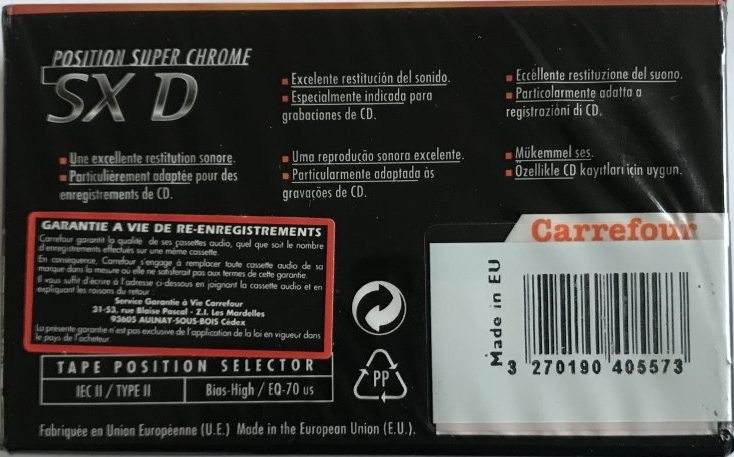 POSITION SUPER CHROME
SX D
Une excellente restitution sonore.
Particulièrement adaptée pour des
enregistrements de CD.
Excelente restitución del sonido.
Especialmente indicada para
grabaciones de CD.
Uma reproducão sonora excelente.
Particularmente adaptada às
gravações de CD.
Eccellente restituzione del suono.
Particolarmente adatta a
registraziòni di CD.
Mükemmel ses.
Özellikle CD kayıtları için uygun.
GARANTIE A VIE DE RE-ENREGISTREMENTS
Carrefour garantit la qualité de ses cassettes audio, quel que soit le nombre
d'enregistrements effectués sur une même cassette.
En conséquence, Carrefour s'engage à remplacer toute cassette audio de sa
marque dans la mesure où elle ne satisferait pas aux termes de cette garantie.
Il vous suffit d'écrire à l'adresse ci-dessous en joignant la cassette audio et en
expliquant les raisons du retour
Service Garantie à Vie Carrefour
31-53, rue Blaise Pascal - Z.I. Les Mardelles
93605 AULNAY-SOUS-BOIS Cédex
La présente garantie n'est pas exclusive de l'application de la loi en vigueur dans
le pays de l'acheteur
TAPE POSITION SELECTOR
IEC II / TYPE II
Bias-High / EQ-70 us
PP
Carrefour
Made in EU
3 270190 405573
Fabriquée en Union Européenne (U.E.) Made in the European Union (E.U.).